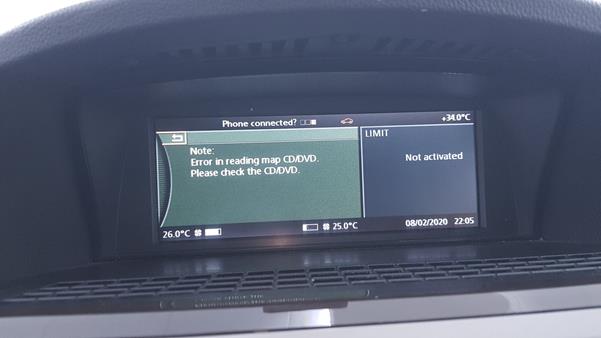 Phone connected?
+34.0°C
Note:
Error in reading map CD/DVD.
Please check the CD/DVD.
LIMIT
Not activated
26.0°C
25.0°C
08/02/2020 22:05